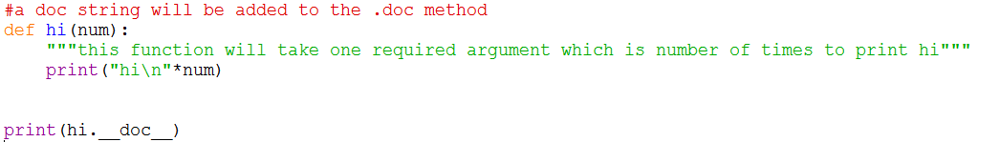 #a doc string will be added to the .doc method
def hi(num):
    """this function will take one required argument which is number of times to print hi"""
    print("hi\n"*num)
print(hi.__doc__)